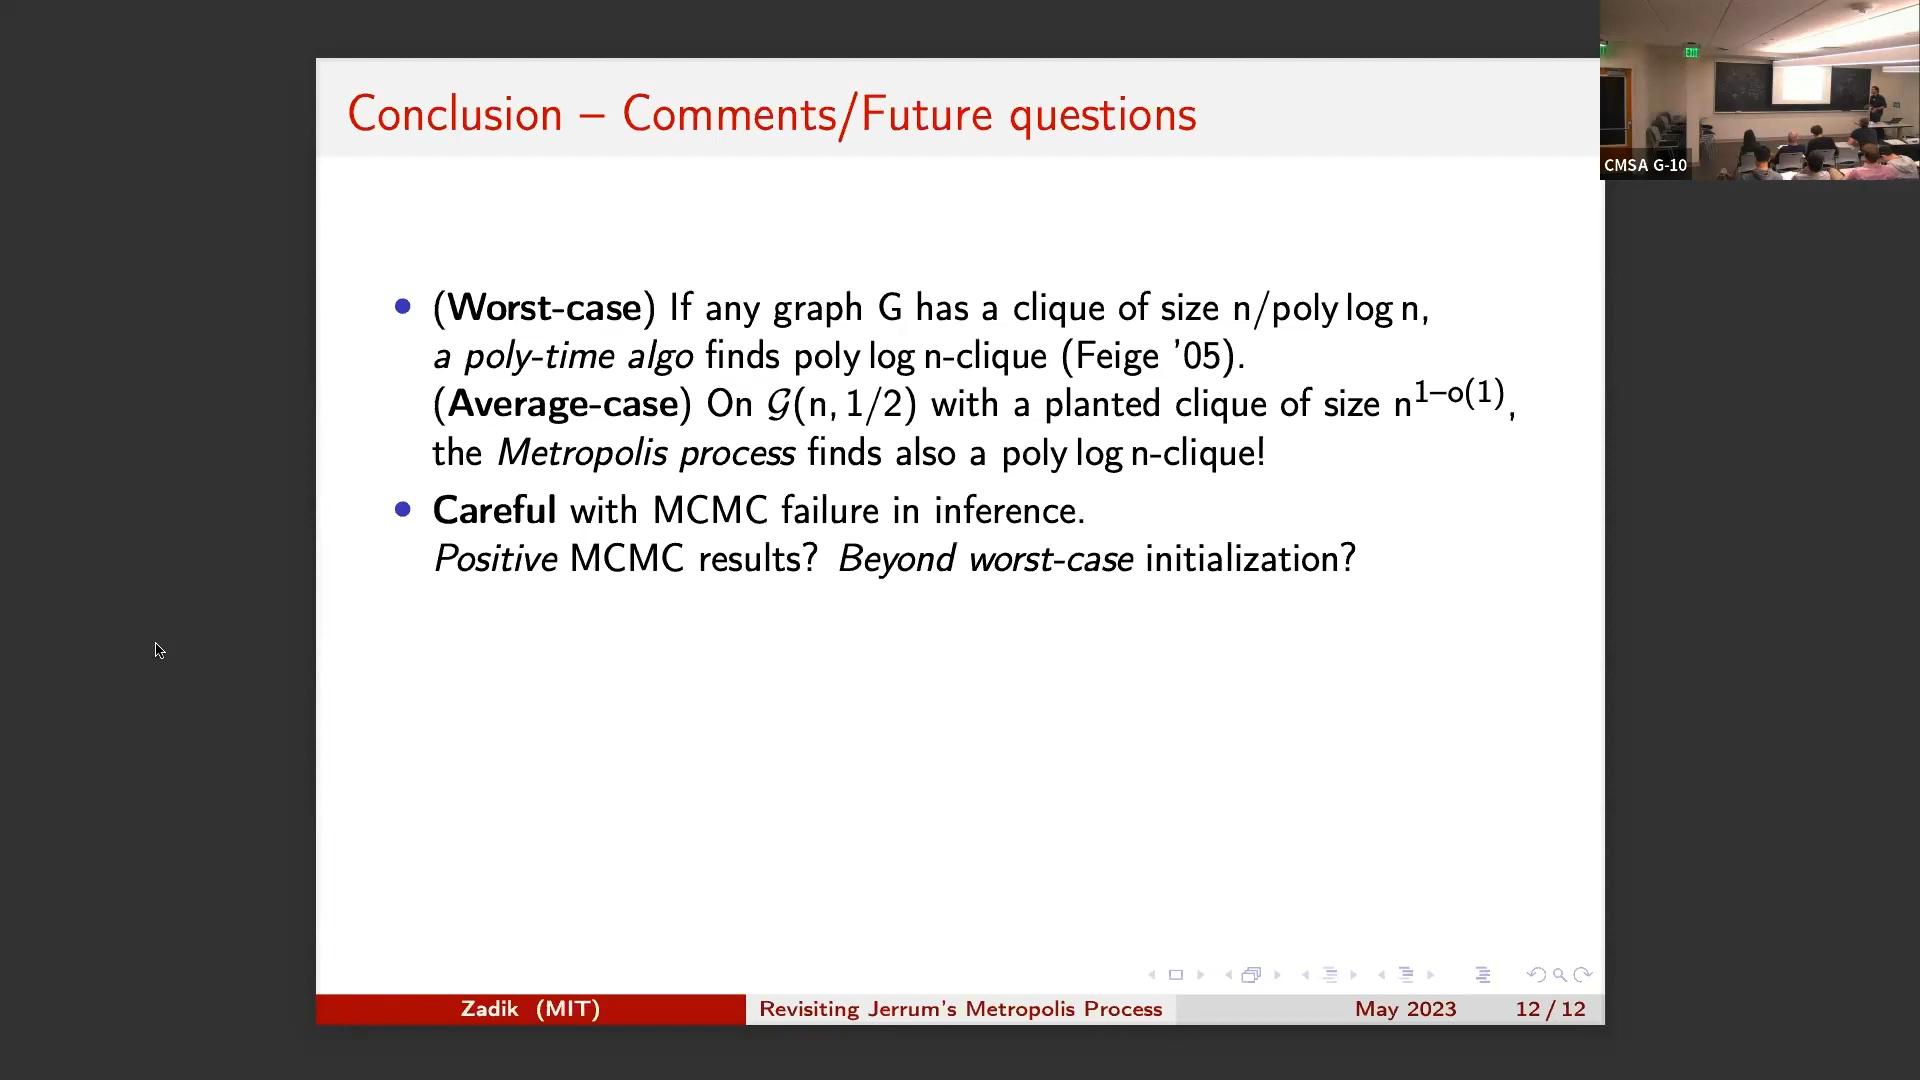 Conclusion – Comments/Future questions
EXIT
CMSA G-10
• (Worst-case) If any graph G has a clique of size n/poly log n,
a poly-time algo finds poly log n-clique (Feige '05).
(Average-case) On 𝒢(n, 1/2) with a planted clique of size n^{1–o(1)},
the Metropolis process finds also a poly log n-clique!
• Careful with MCMC failure in inference.
Positive MCMC results? Beyond worst-case initialization?
Zadik (MIT) Revisiting Jerrum's Metropolis Process May 2023 12 / 12